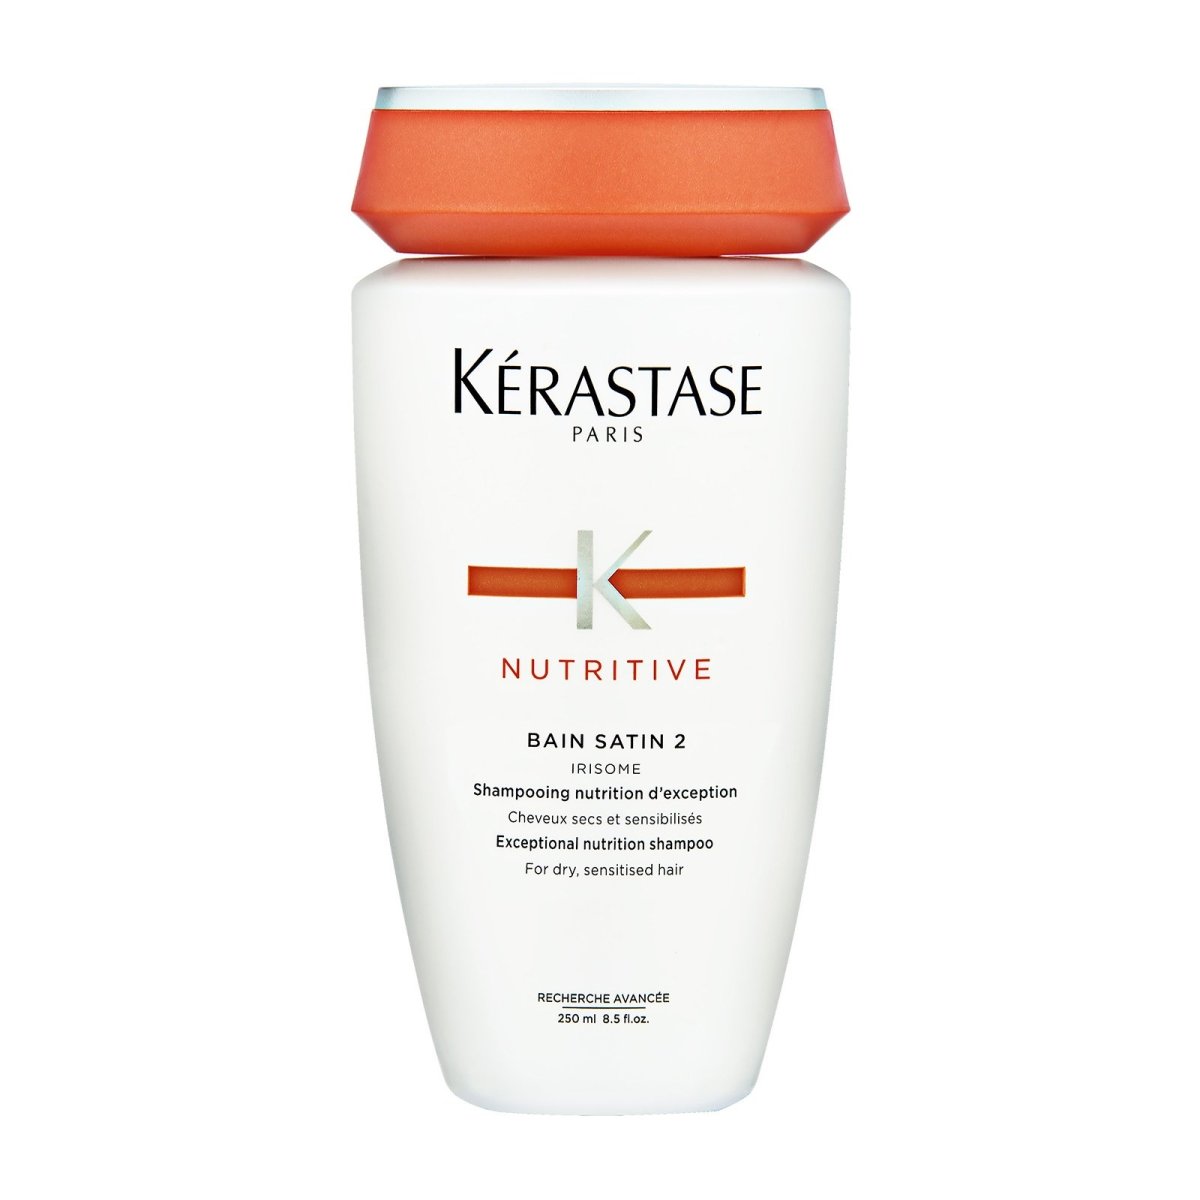 KÉRASTASE
PARIS
K
NUTRITIVE
BAIN SATIN 2
IRISOME
Shampooing nutrition d'exception
Cheveux secs et sensibilisés
Exceptional nutrition shampoo
For dry, sensitised hair
RECHERCHE AVANCÉE
250 ml 8.5 fl.oz.